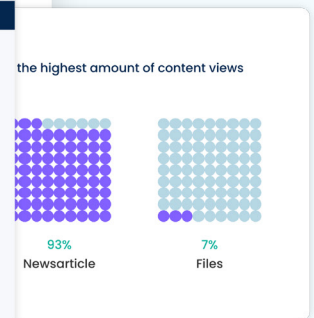 the highest amount of content views
93%
7%
Newsarticle
Files